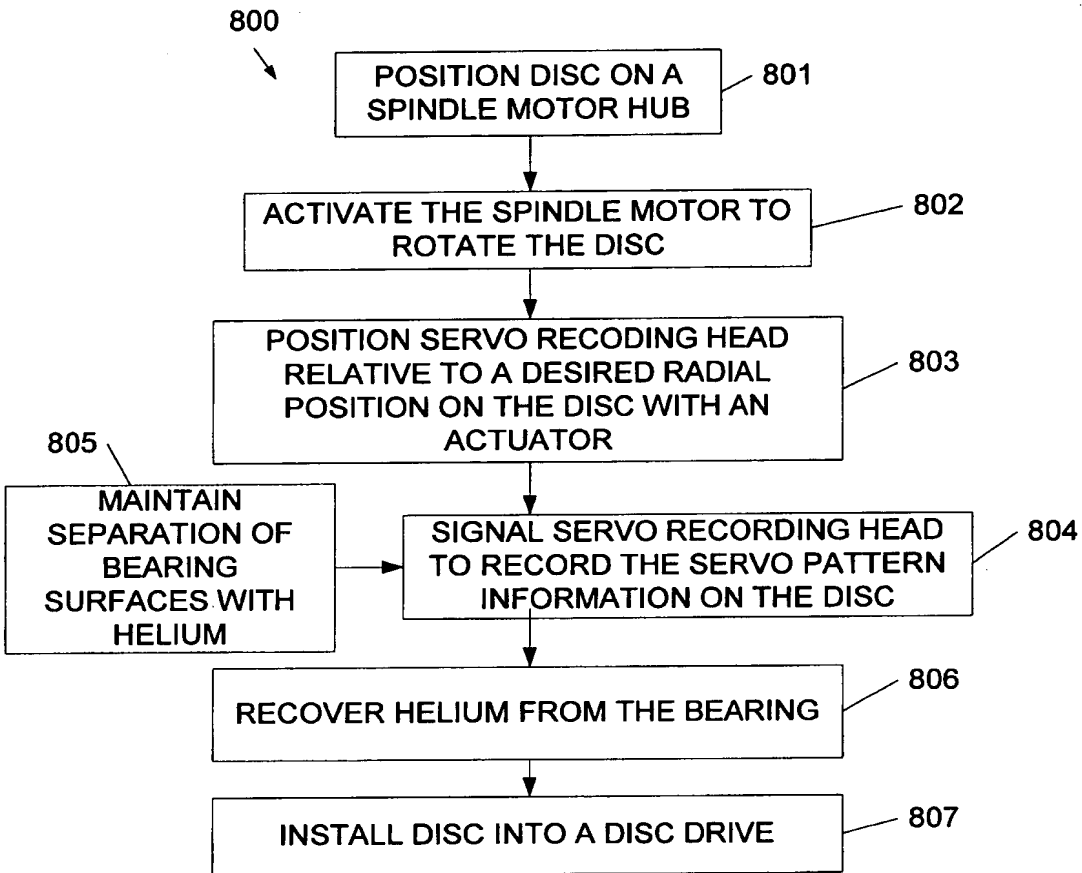 800
POSITION DISC ON A
SPINDLE MOTOR HUB
801
ACTIVATE THE SPINDLE MOTOR TO
ROTATE THE DISC
802
POSITION SERVO RECODING HEAD
RELATIVE TO A DESIRED RADIAL
POSITION ON THE DISC WITH AN
ACTUATOR
803
805
MAINTAIN
SEPARATION OF
BEARING
SURFACES WITH
HELIUM
SIGNAL SERVO RECORDING HEAD
TO RECORD THE SERVO PATTERN
INFORMATION ON THE DISC
804
RECOVER HELIUM FROM THE BEARING
806
INSTALL DISC INTO A DISC DRIVE
807